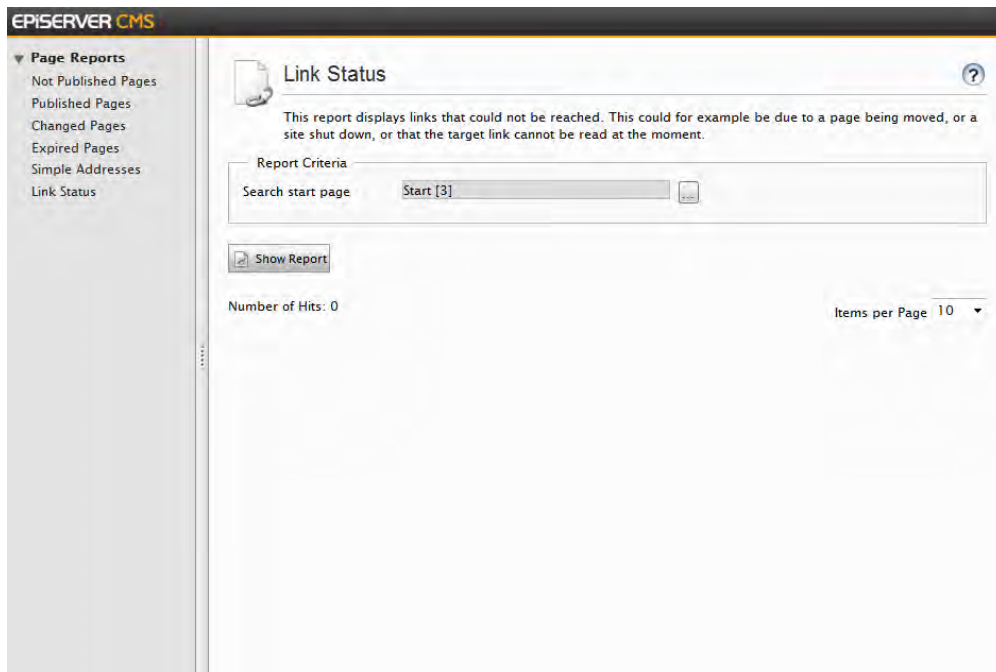 EPiSERVER CMS
Page Reports
Not Published Pages
Published Pages
Changed Pages
Expired Pages
Simple Addresses
Link Status
Link Status
?
This report displays links that could not be reached. This could for example be due to a page being moved, or a
site shut down, or that the target link cannot be read at the moment.
Report Criteria
Search start page Start [3] ...
Show Report
Number of Hits: 0
Items per Page 10